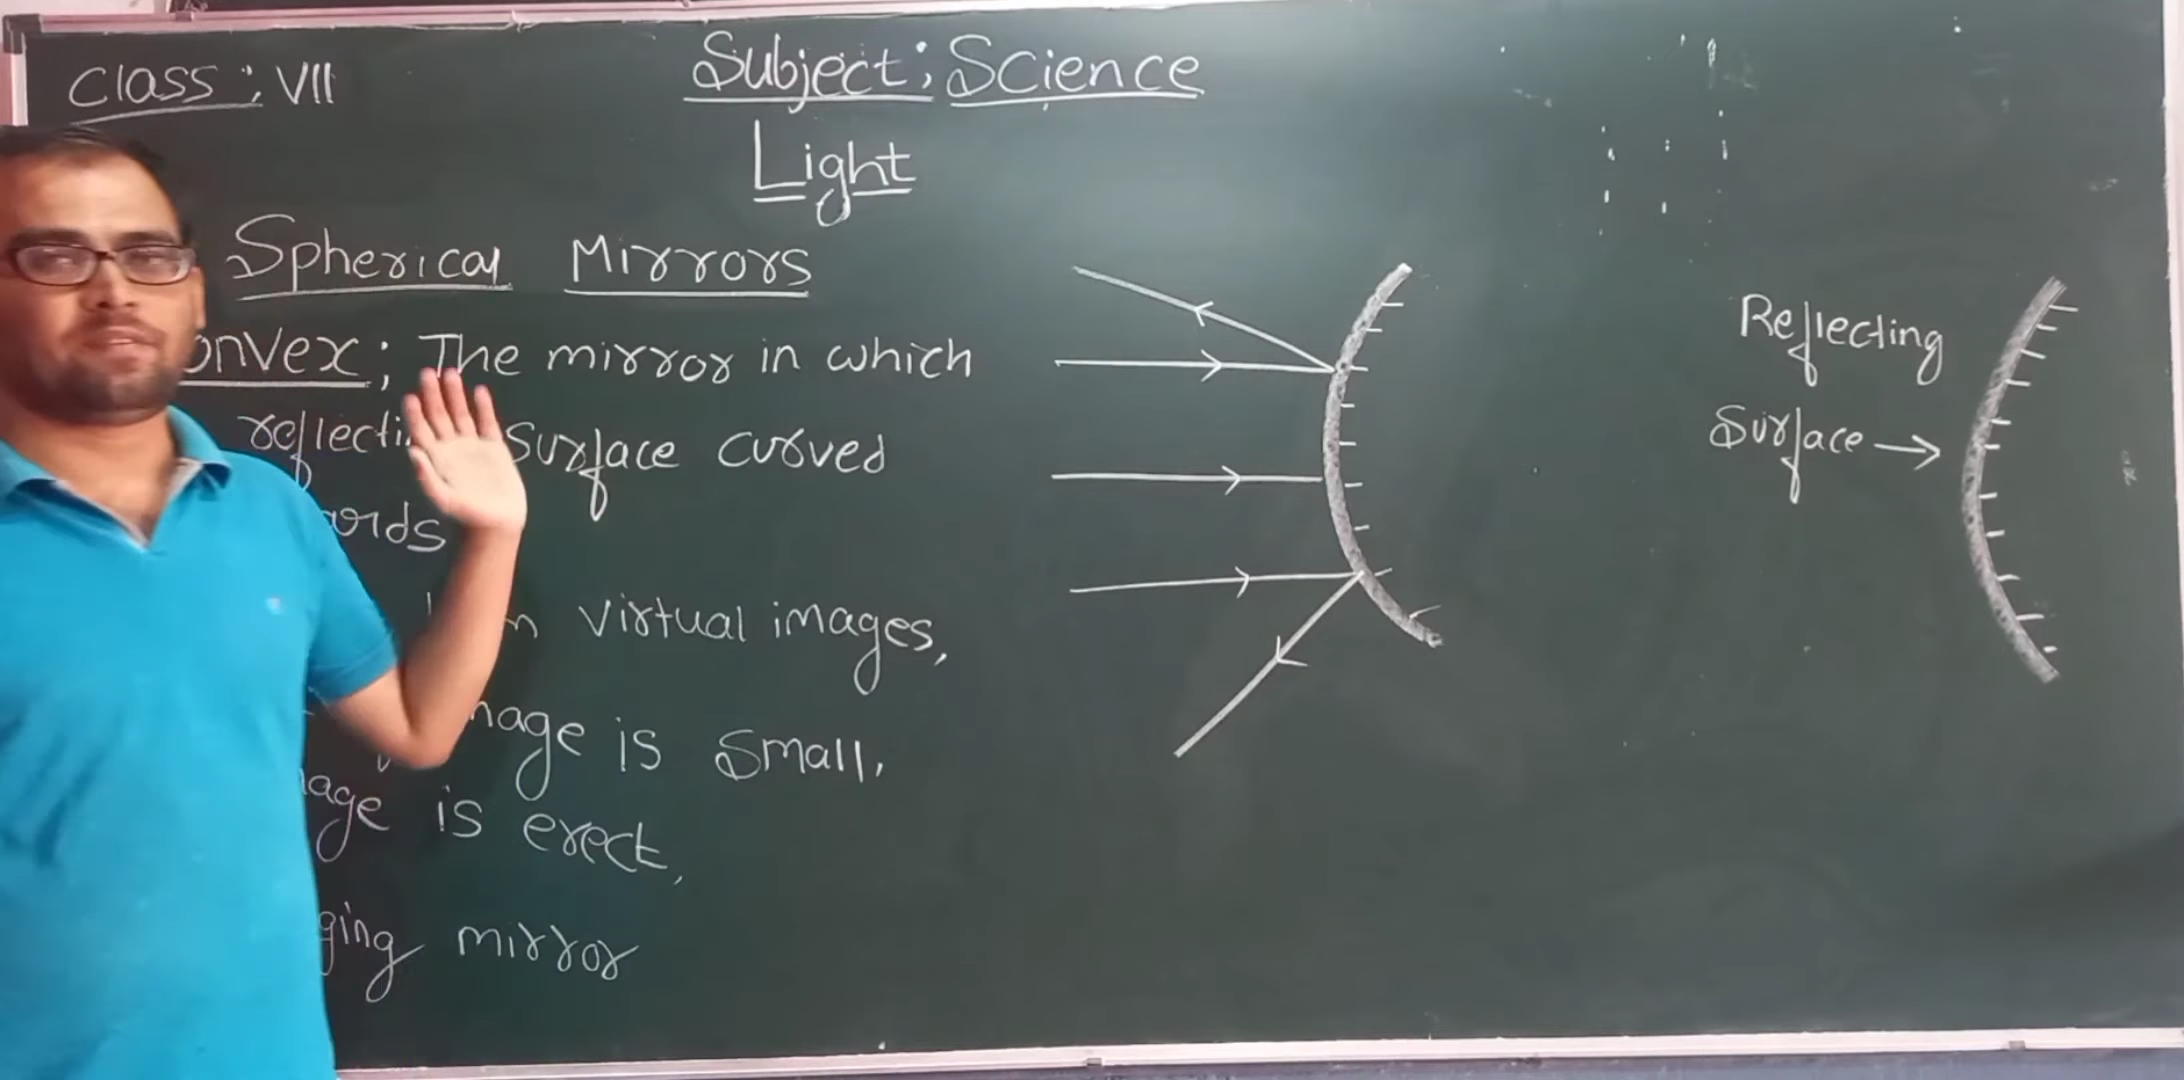 Class: VII
Subject: Science
Light
Spherical Mirrors
onvex; The mirror in which
reflecti surface curved
ards
virtual images,
mage is small,
age is erect,
ging mirror
Reflecting
Surface →